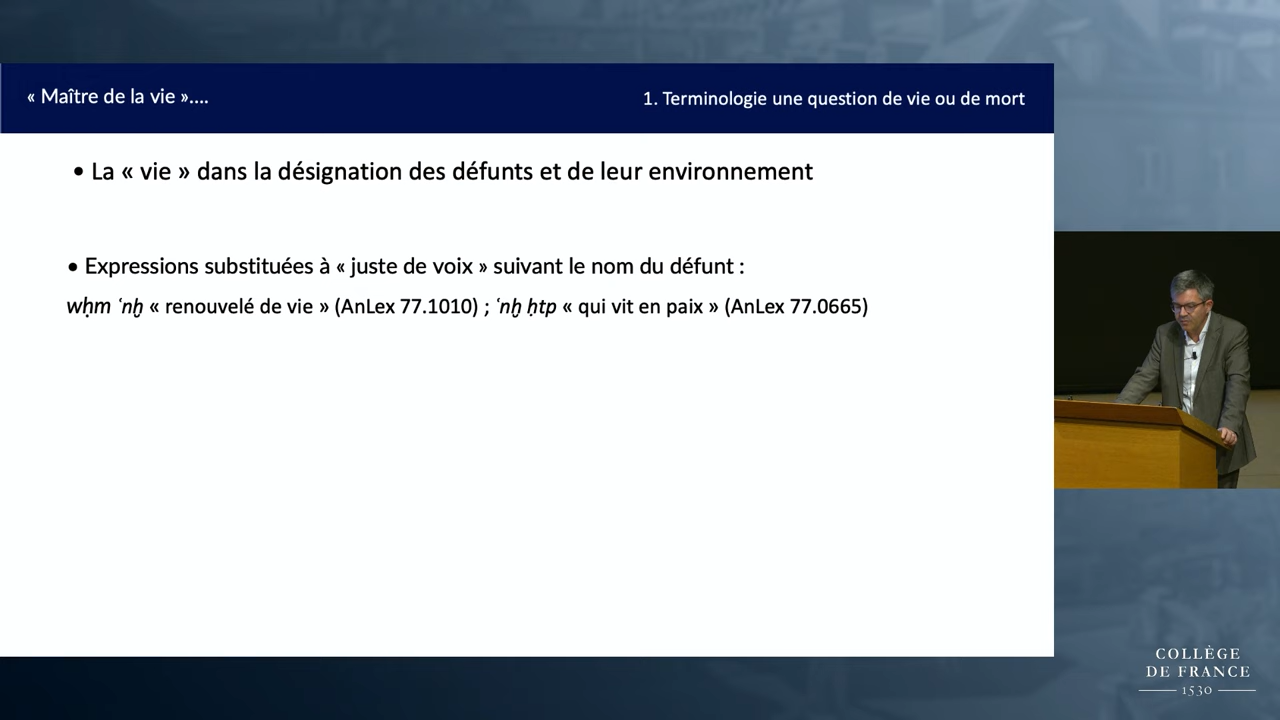 « Maître de la vie »....
1. Terminologie une question de vie ou de mort
• La « vie » dans la désignation des défunts et de leur environnement
• Expressions substituées à « juste de voix » suivant le nom du défunt :
wḥm ʿnḫ « renouvelé de vie » (AnLex 77.1010) ; ʿnḫ ḥtp « qui vit en paix » (AnLex 77.0665)
COLLÈGE
DE FRANCE
1530